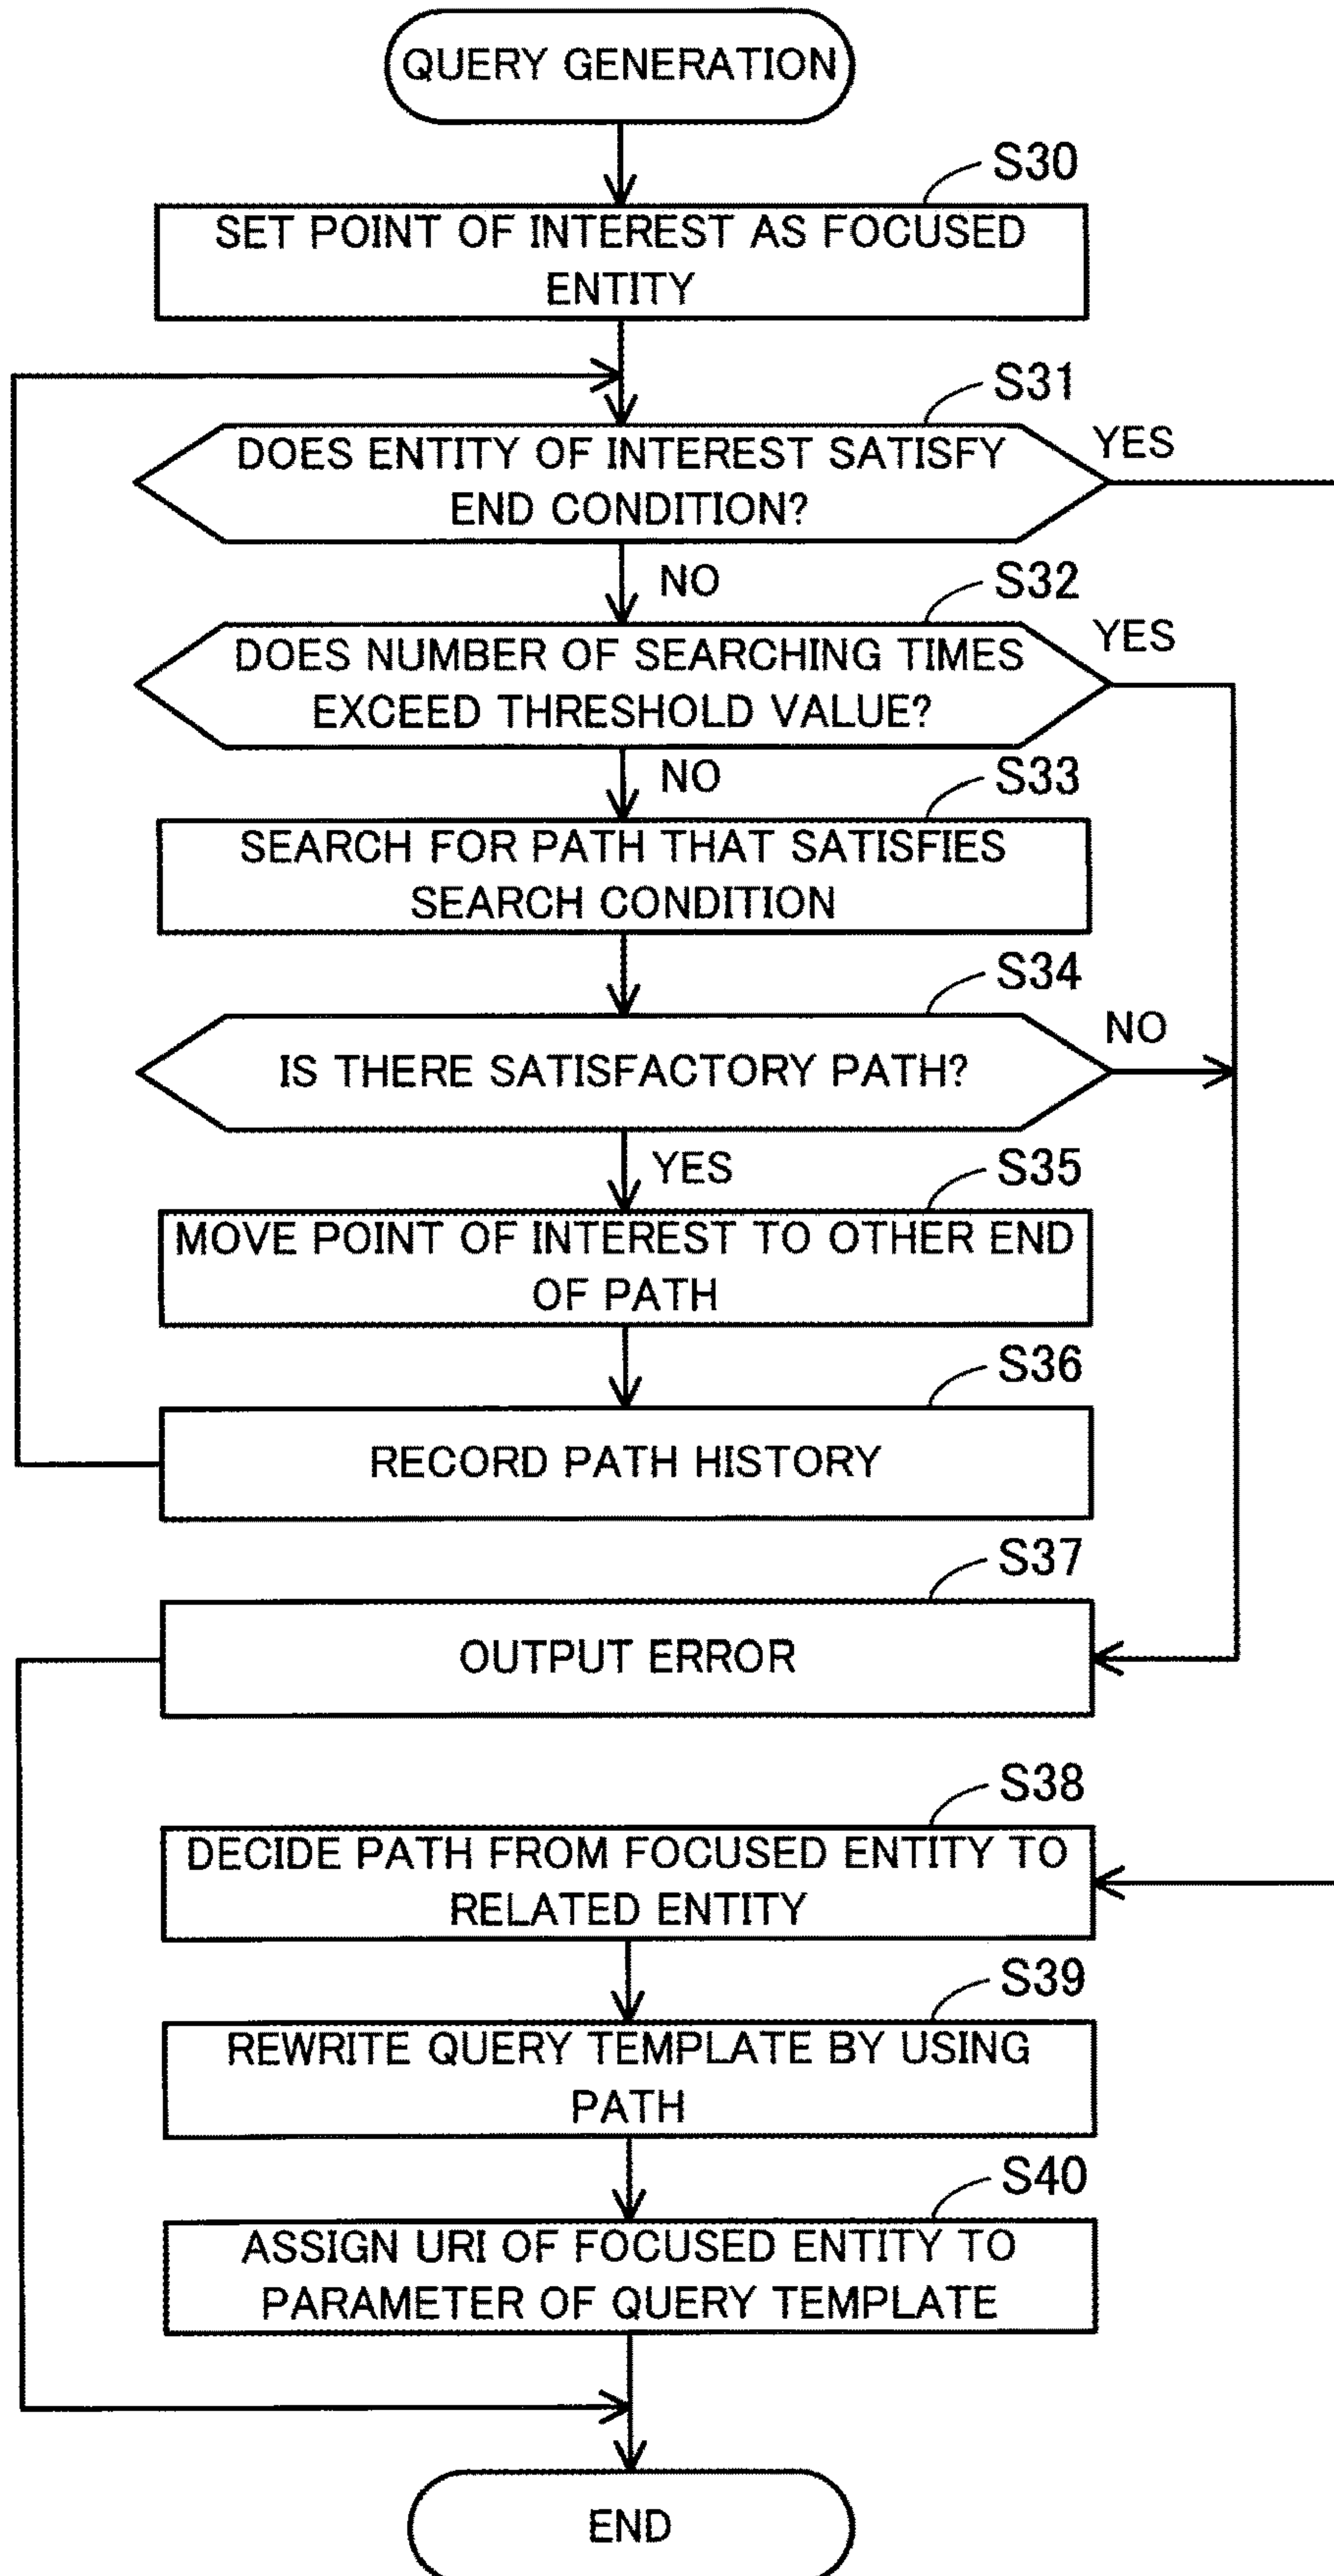 QUERY GENERATION
S30
SET POINT OF INTEREST AS FOCUSED
ENTITY
S31
DOES ENTITY OF INTEREST SATISFY
END CONDITION?
YES
NO
S32
DOES NUMBER OF SEARCHING TIMES
EXCEED THRESHOLD VALUE?
YES
NO
S33
SEARCH FOR PATH THAT SATISFIES
SEARCH CONDITION
S34
IS THERE SATISFACTORY PATH?
NO
YES
S35
MOVE POINT OF INTEREST TO OTHER END
OF PATH
S36
RECORD PATH HISTORY
S37
OUTPUT ERROR
S38
DECIDE PATH FROM FOCUSED ENTITY TO
RELATED ENTITY
S39
REWRITE QUERY TEMPLATE BY USING
PATH
S40
ASSIGN URI OF FOCUSED ENTITY TO
PARAMETER OF QUERY TEMPLATE
END